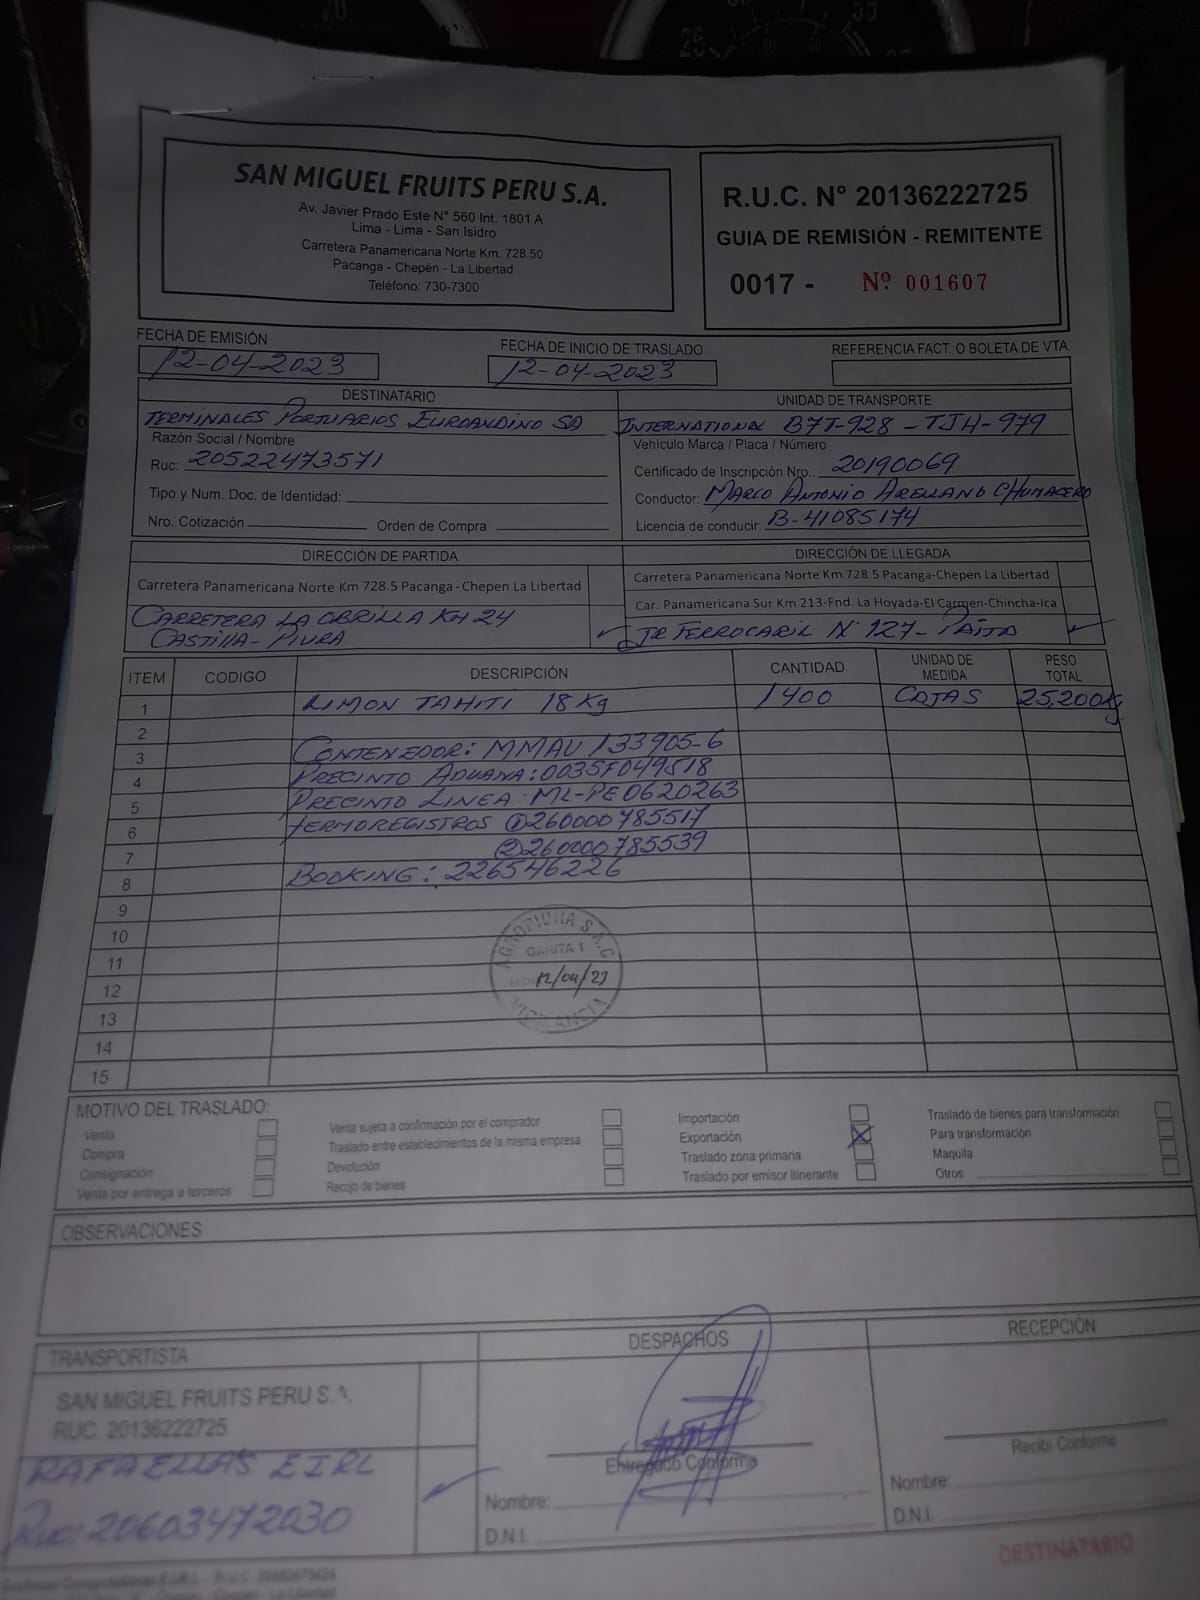 SAN MIGUEL FRUITS PERU S.A.
Av. Javier Prado Este N° 560 Int. 1801 A
Lima - Lima - San Isidro
Carretera Panamericana Norte Km. 728.50
Pacanga - Chepén - La Libertad
Teléfono: 730-7300
R.U.C. N° 20136222725
GUIA DE REMISIÓN - REMITENTE
0017 - Nº 001607
FECHA DE EMISIÓN
12-04-2023
FECHA DE INICIO DE TRASLADO
12-04-2023
REFERENCIA FACT. O BOLETA DE VTA.
DESTINATARIO
TERMINALES PORTUARIOS EUROANDINO SA
Razón Social / Nombre
Ruc: 20522473571
Tipo y Num. Doc. de Identidad:
Nro. Cotización Orden de Compra
UNIDAD DE TRANSPORTE
INTERNATIONAL B7T-928 - TJH-979
Vehículo Marca / Placa / Número
Certificado de Inscripción Nro.: 20190069
Conductor: MARCO ANTONIO ARELLANO CHUMACERO
Licencia de conducir: B-41085174
DIRECCIÓN DE PARTIDA
Carretera Panamericana Norte Km 728.5 Pacanga-Chepen La Libertad
CARRETERA LA OBRILLA KM 24
CASTILLA - PIURA
DIRECCIÓN DE LLEGADA
Carretera Panamericana Norte Km 728.5 Pacanga-Chepen La Libertad
Car. Panamericana Sur Km 213-Fnd. La Hoyada-El Carmen-Chincha-Ica
JR FERROCARIL N° 127 - PAITA
ITEM CODIGO DESCRIPCIÓN CANTIDAD UNIDAD DE MEDIDA PESO TOTAL
1 LIMON TAHITI 18 Kg 1400 CAJAS 25,200Kg
2
3 CONTENEDOR: MMAU 133905-6
4 PRECINTO ADUANA: 0035F049518
5 PRECINTO LINEA: ML-PE0620263
6 TERMOREGISTROS ① 260000785517
7 ② 260000785539
8 BOOKING: 226546226
9
10
11
12
13
14
15
AGROPIURA S.A.C
GARITA 1
12/04/23
VIGILANCIA
MOTIVO DEL TRASLADO:
Venta
Compra
Consignación
Venta por entrega a terceros
Venta sujeta a confirmación por el comprador
Traslado entre establecimientos de la misma empresa
Devolución
Recojo de bienes
Importación
Exportación X
Traslado zona primaria
Traslado por emisor itinerante
Traslado de bienes para transformación
Para transformación
Maquila
Otros
OBSERVACIONES
TRANSPORTISTA
SAN MIGUEL FRUITS PERU S.A.
RUC. 20136222725
RAFAELLAS EIRL
Ruc: 20603472030
DESPACHOS
Entregado Conforme
Nombre:
D.N.I.
RECEPCIÓN
Recibi Conforme
Nombre:
D.N.I.
DESTINATARIO